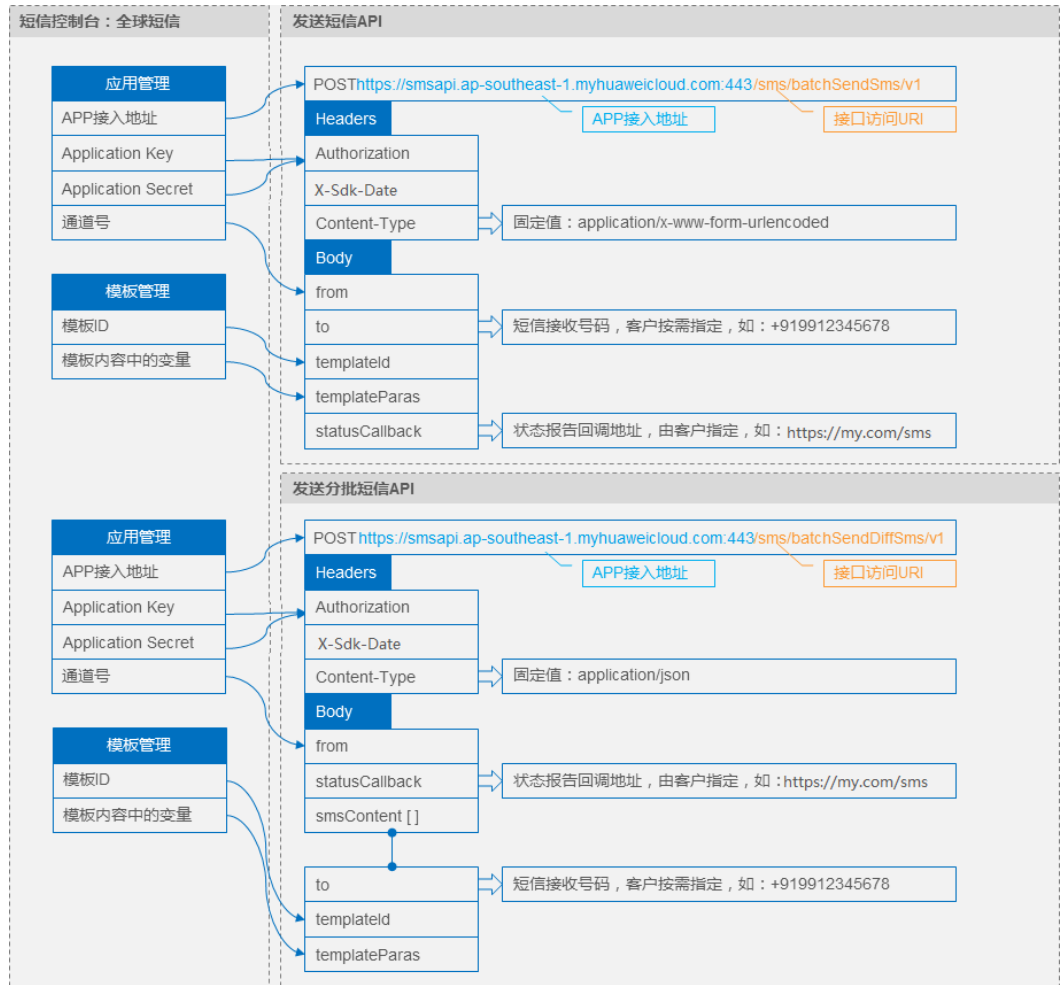 短信控制台：全球短信
发送短信API
应用管理
APP接入地址
Application Key
Application Secret
通道号
模板管理
模板ID
模板内容中的变量
POSThttps://smsapi.ap-southeast-1.myhuaweicloud.com:443/sms/batchSendSms/v1
APP接入地址
接口访问URI
Headers
Authorization
X-Sdk-Date
Content-Type
固定值：application/x-www-form-urlencoded
Body
from
to
短信接收号码，客户按需指定，如：+919912345678
templateId
templateParas
statusCallback
状态报告回调地址，由客户指定，如：https://my.com/sms
发送分批短信API
应用管理
APP接入地址
Application Key
Application Secret
通道号
模板管理
模板ID
模板内容中的变量
POSThttps://smsapi.ap-southeast-1.myhuaweicloud.com:443/sms/batchSendDiffSms/v1
APP接入地址
接口访问URI
Headers
Authorization
X-Sdk-Date
Content-Type
固定值：application/json
Body
from
statusCallback
状态报告回调地址，由客户指定，如：https://my.com/sms
smsContent [ ]
to
短信接收号码，客户按需指定，如：+919912345678
templateId
templateParas